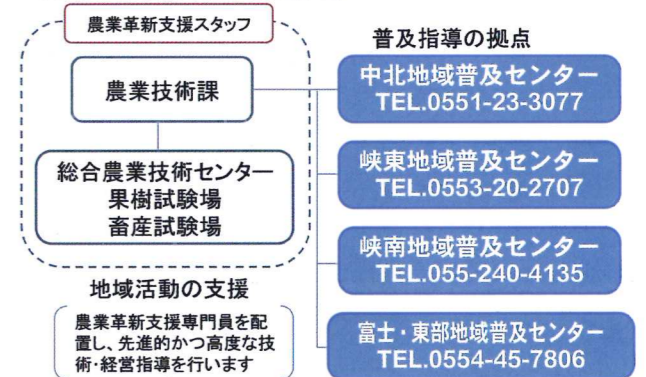 農業革新支援スタッフ
農業技術課
総合農業技術センター
果樹試験場
畜産試験場
地域活動の支援
農業革新支援専門員を配
置し、先進的かつ高度な技
術・経営指導を行います
普及指導の拠点
中北地域普及センター
TEL.0551-23-3077
峡東地域普及センター
TEL.0553-20-2707
峡南地域普及センター
TEL.055-240-4135
富士・東部地域普及センター
TEL.0554-45-7806